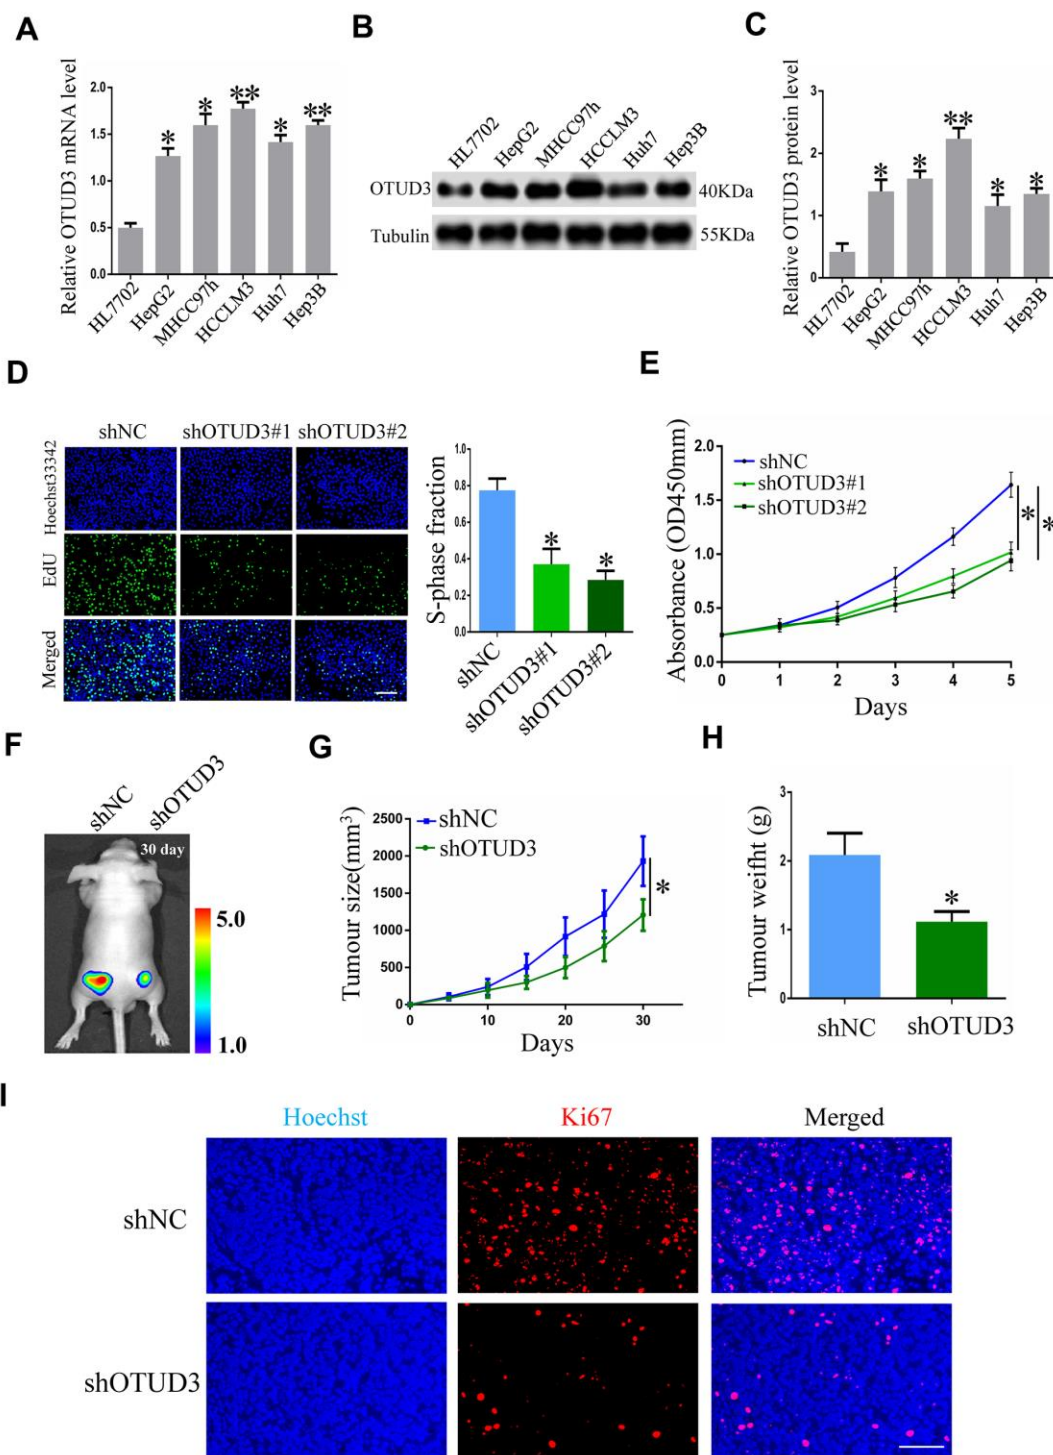 A
Relative OTUD3 mRNA level
2.0
1.5
1.0
0.5
0.0
** 
* * * **
HL7702 HepG2 MHCC97h HCCLM3 Huh7 Hep3B
B
HL7702 HepG2 MHCC97h HCCLM3 Huh7 Hep3B
OTUD3 40KDa
Tubulin 55KDa
C
Relative OTUD3 protein level
3
2
1
0
**
* * * *
HL7702 HepG2 MHCC97h HCCLM3 Huh7 Hep3B
D
shNC shOTUD3#1 shOTUD3#2
Hoechst33342
EdU
Merged
S-phase fraction
0.8
0.8
0.6
0.4
0.2
0.0
* *
shNC shOTUD3#1 shOTUD3#2
E
Absorbance (OD450mm)
2.0
1.5
1.0
0.5
0.0
shNC
shOTUD3#1
shOTUD3#2
* *
0 1 2 3 4 5
Days
F
shNC shOTUD3
30 day
5.0
1.0
G
Tumour size(mm³)
2500
2000
1500
1000
500
0
shNC
shOTUD3
*
0 10 20 30
Days
H
Tumour weifht (g)
3
2
1
0
*
shNC shOTUD3
I
Hoechst Ki67 Merged
shNC
shOTUD3